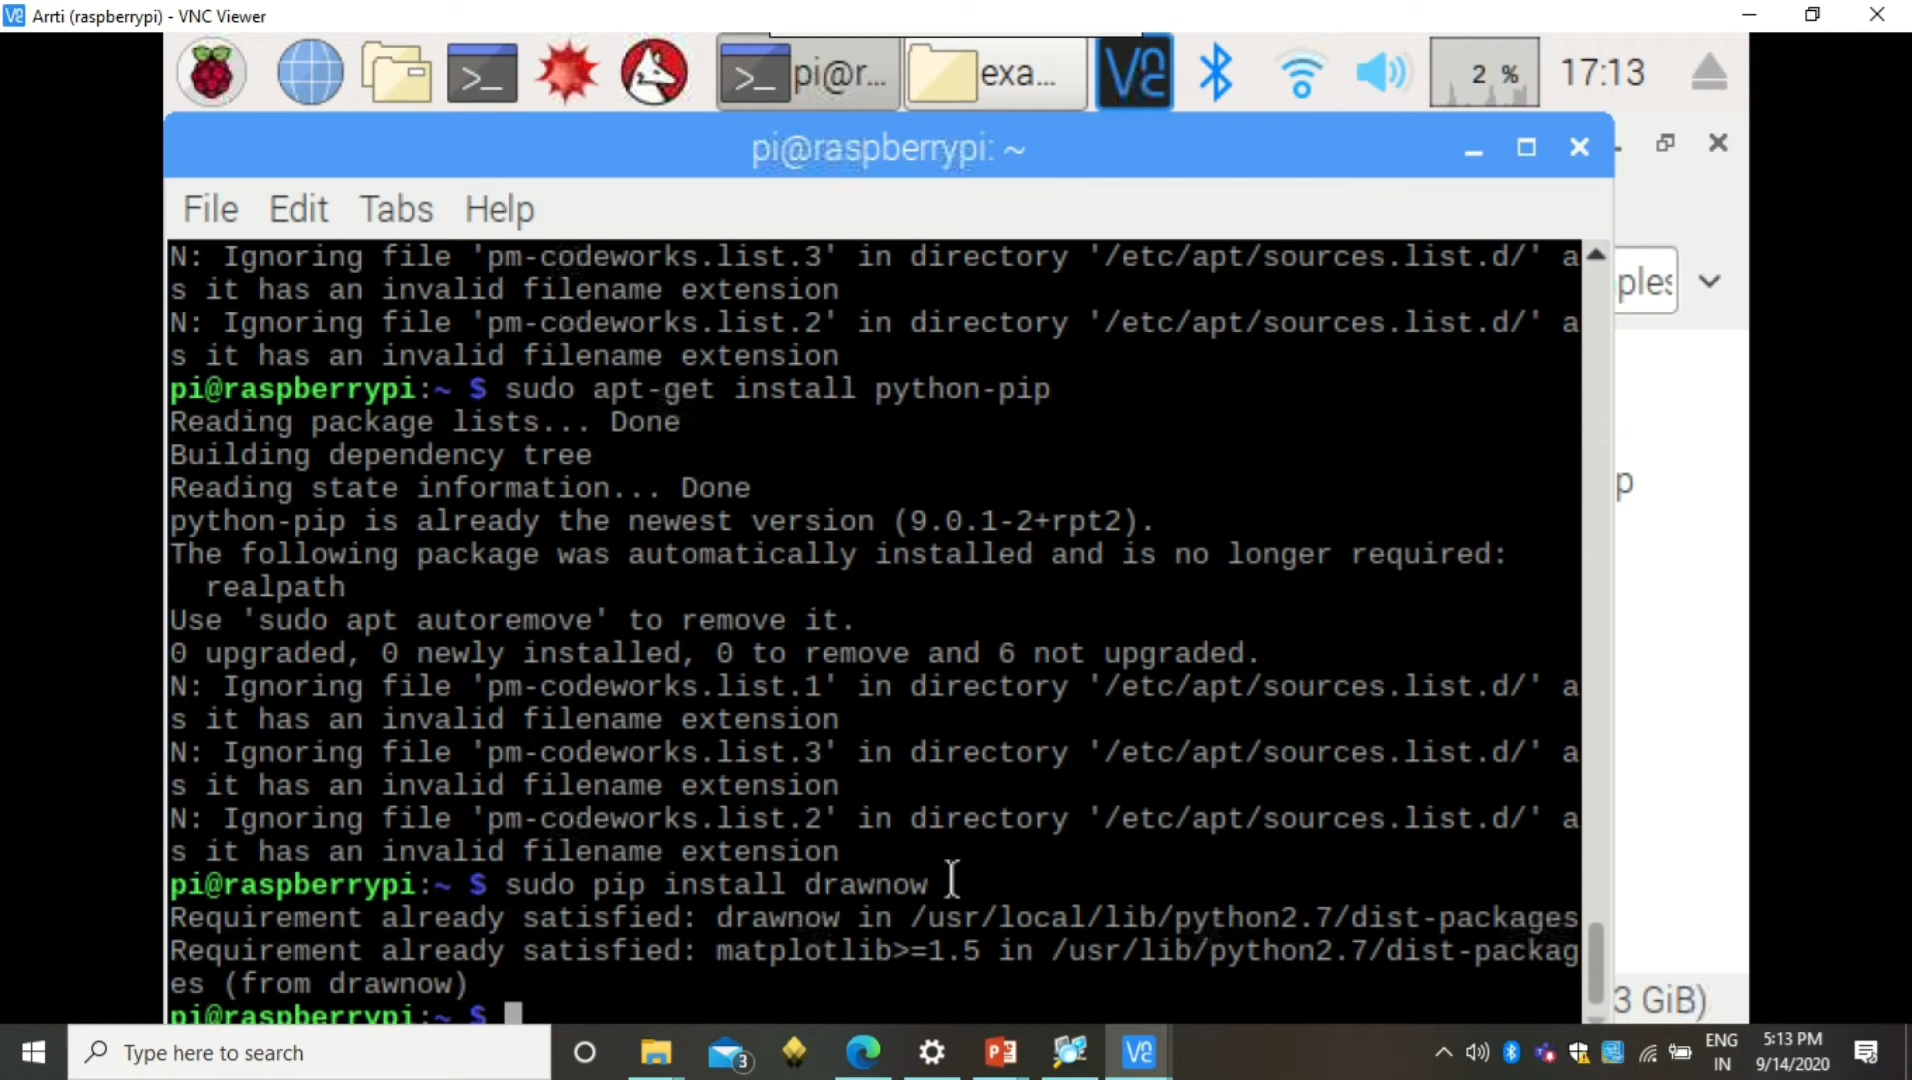 Arrti (raspberrypi) - VNC Viewer
pi@r... exa... 2 % 17:13
pi@raspberrypi: ~
File Edit Tabs Help
N: Ignoring file 'pm-codeworks.list.3' in directory '/etc/apt/sources.list.d/' a
s it has an invalid filename extension
N: Ignoring file 'pm-codeworks.list.2' in directory '/etc/apt/sources.list.d/' a
s it has an invalid filename extension
pi@raspberrypi:~ $ sudo apt-get install python-pip
Reading package lists... Done
Building dependency tree
Reading state information... Done
python-pip is already the newest version (9.0.1-2+rpt2).
The following package was automatically installed and is no longer required:
realpath
Use 'sudo apt autoremove' to remove it.
0 upgraded, 0 newly installed, 0 to remove and 6 not upgraded.
N: Ignoring file 'pm-codeworks.list.1' in directory '/etc/apt/sources.list.d/' a
s it has an invalid filename extension
N: Ignoring file 'pm-codeworks.list.3' in directory '/etc/apt/sources.list.d/' a
s it has an invalid filename extension
N: Ignoring file 'pm-codeworks.list.2' in directory '/etc/apt/sources.list.d/' a
s it has an invalid filename extension
pi@raspberrypi:~ $ sudo pip install drawnow
Requirement already satisfied: drawnow in /usr/local/lib/python2.7/dist-packages
Requirement already satisfied: matplotlib>=1.5 in /usr/lib/python2.7/dist-packag
es (from drawnow)
pi@raspberrypi:~ $
ples
p
3 GiB)
Type here to search
3
ENG
IN
5:13 PM
9/14/2020